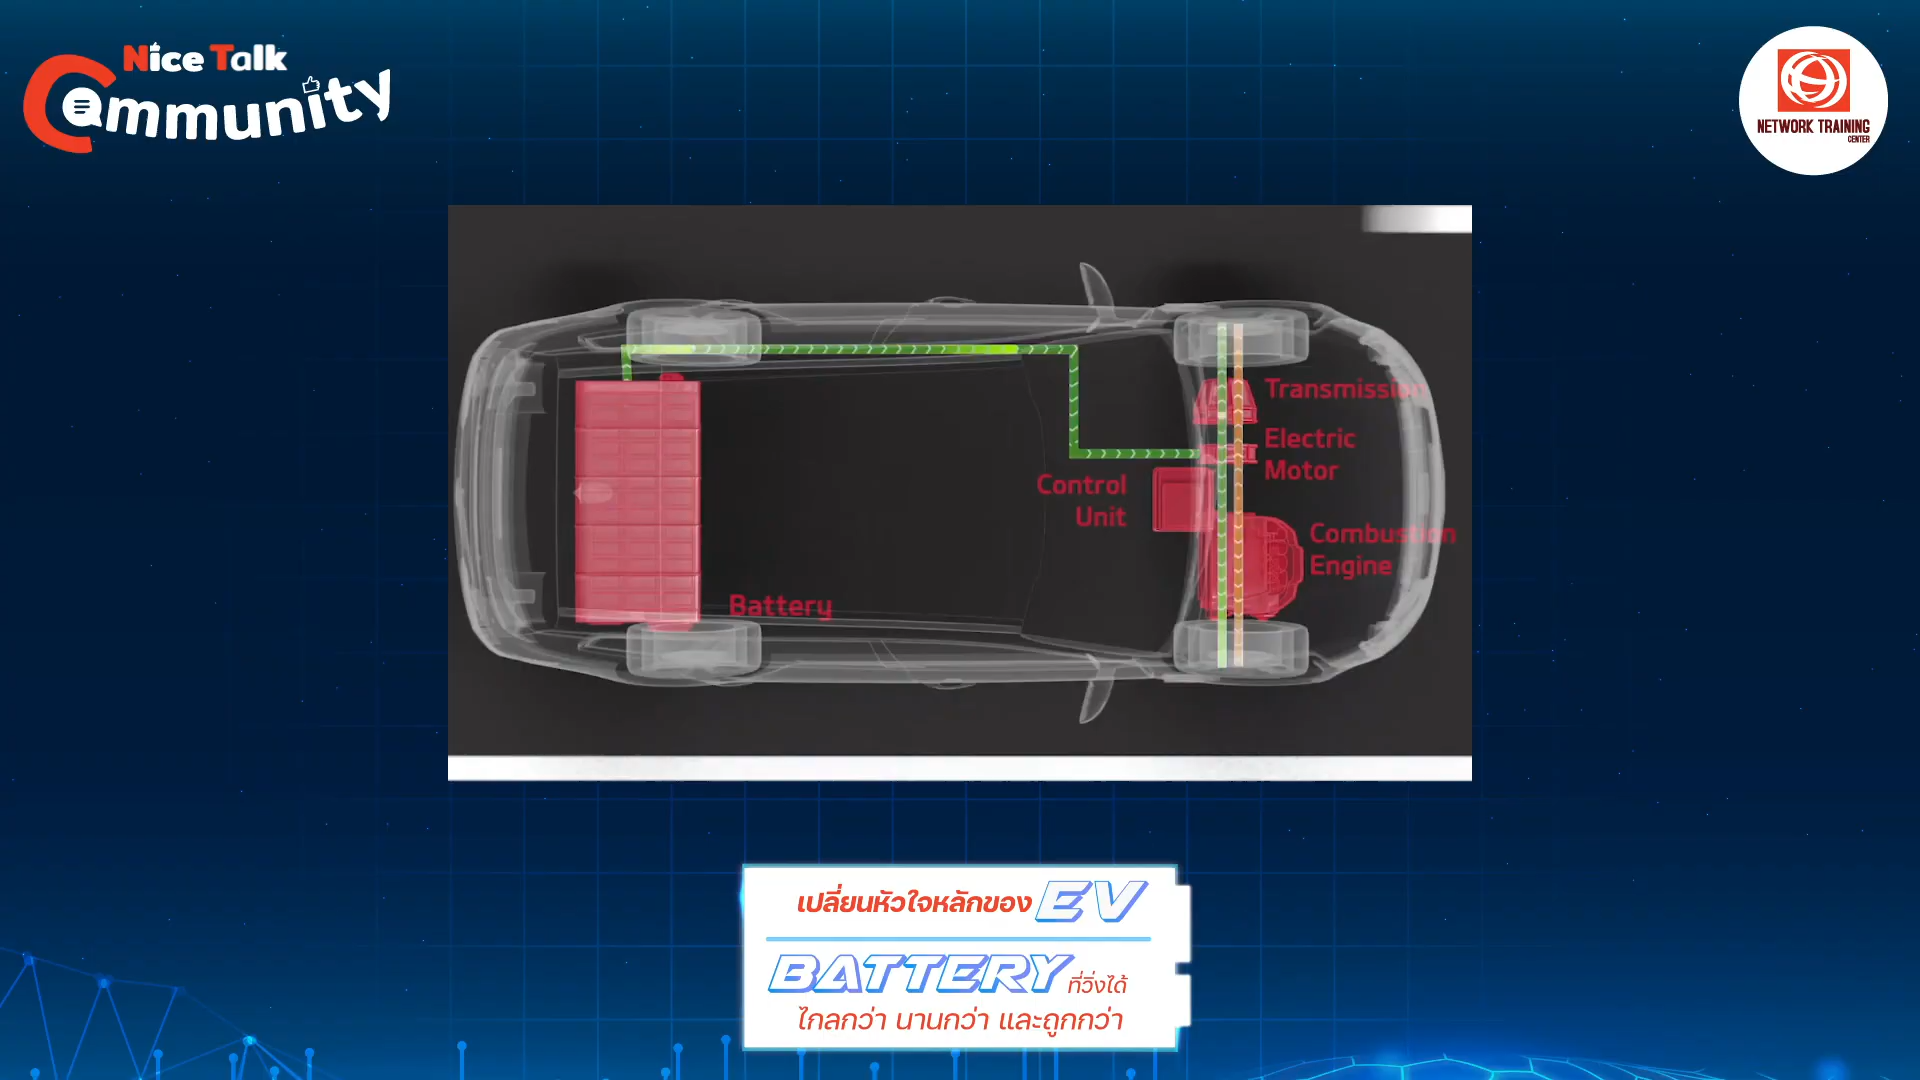 Nice Talk
Community
NETWORK TRAINING
CENTER
Transmission
Electric
Motor
Control
Unit
Combustion
Engine
Battery
เปลี่ยนหัวใจหลักของ EV
BATTERY ที่วิ่งได้
ไกลกว่า นานกว่า และถูกกว่า